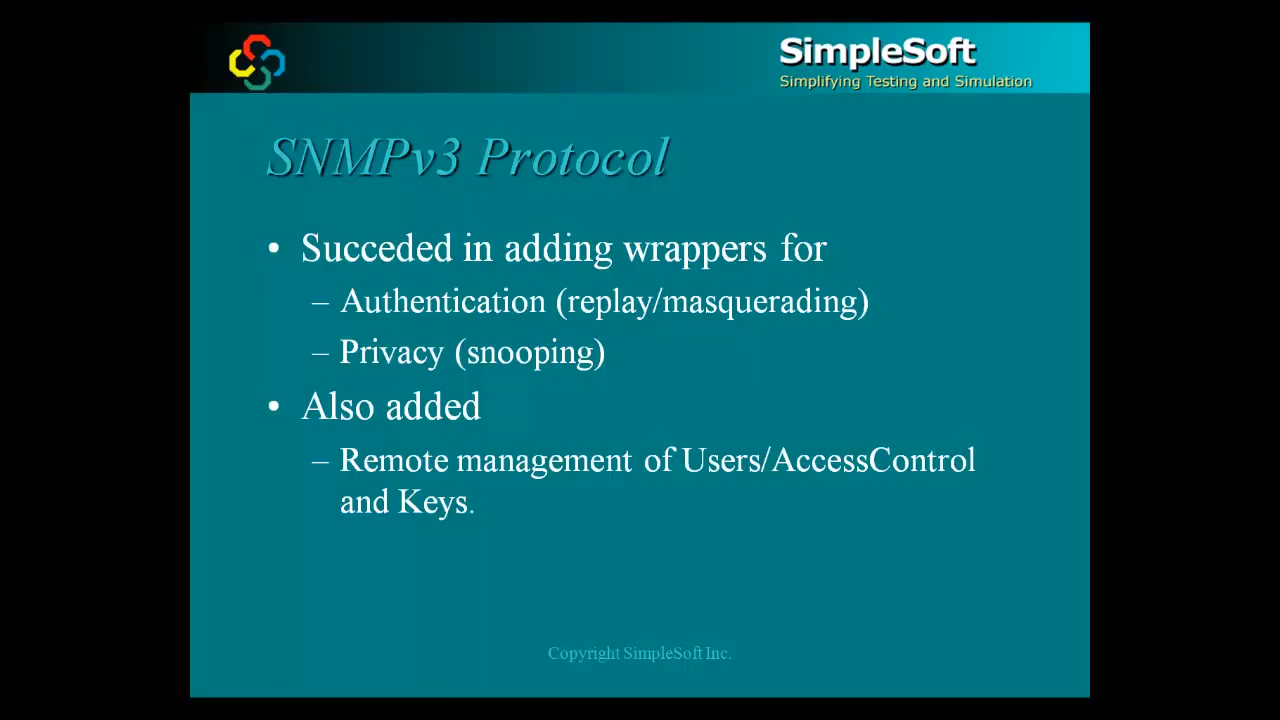 SimpleSoft
Simplifying Testing and Simulation
SNMPv3 Protocol
• Succeded in adding wrappers for
– Authentication (replay/masquerading)
– Privacy (snooping)
• Also added
– Remote management of Users/AccessControl
and Keys.
Copyright SimpleSoft Inc.